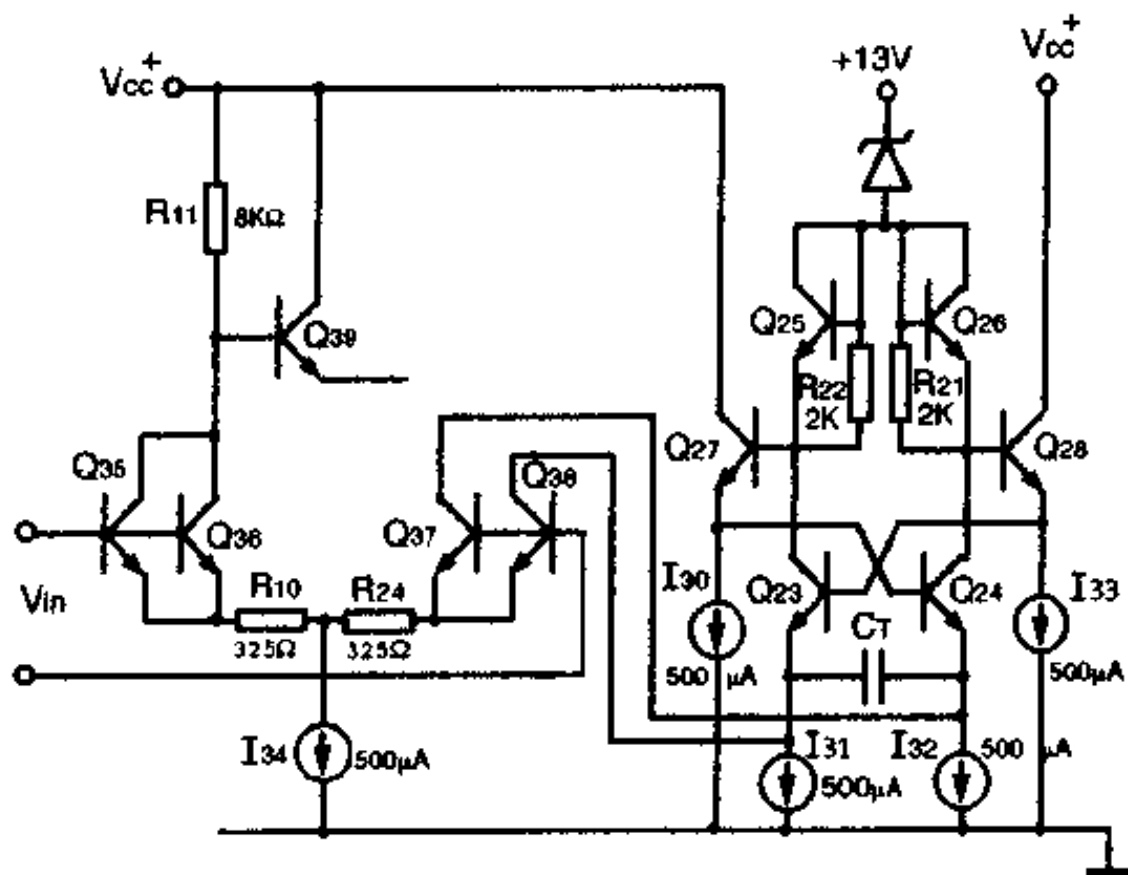 Vcc+
+13V
Vcc+
R11 8KΩ
Q39
Q25
Q26
R22 2K
R21 2K
Q27
Q28
Q35
Q36
Q37
Q38
Vin
R10 325Ω
R24 325Ω
I34 500μA
I30 500 μA
Q23
Q24
CT
I33 500μA
I31 500μA
I32 500 μA